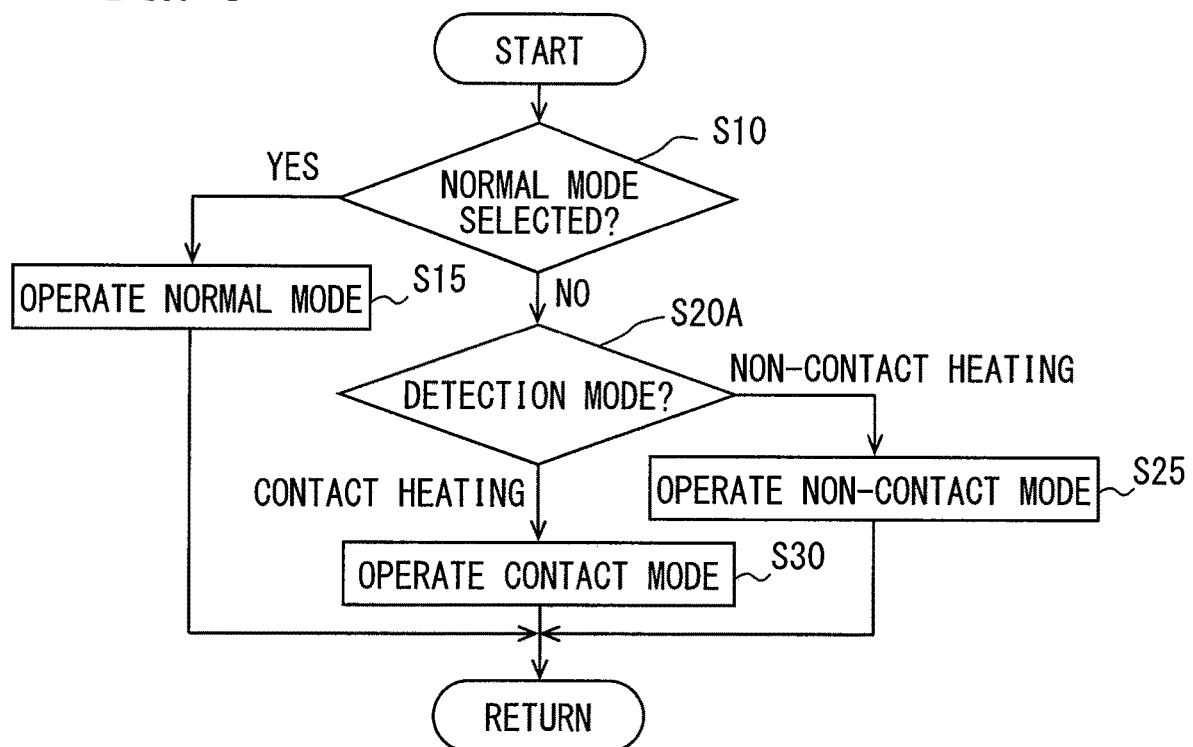 START
S10
YES
NORMAL MODE
SELECTED?
OPERATE NORMAL MODE
S15
NO
S20A
DETECTION MODE?
NON-CONTACT HEATING
CONTACT HEATING
OPERATE NON-CONTACT MODE
S25
OPERATE CONTACT MODE
S30
RETURN